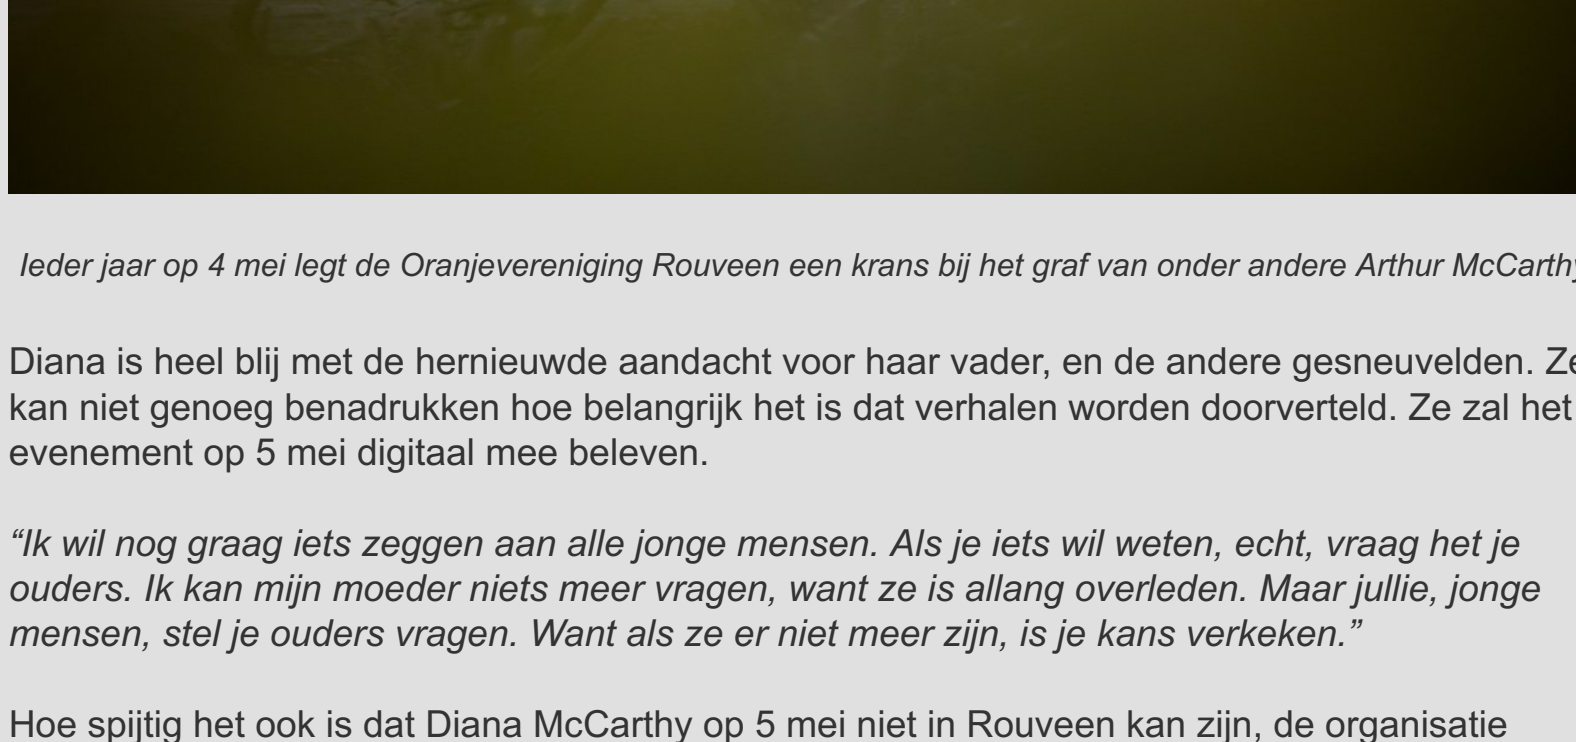 Ieder jaar op 4 mei legt de Oranjevereniging Rouveen een krans bij het graf van onder andere Arthur McCarthy
Diana is heel blij met de hernieuwde aandacht voor haar vader, en de andere gesneuvelden. Ze
kan niet genoeg benadrukken hoe belangrijk het is dat verhalen worden doorverteld. Ze zal het
evenement op 5 mei digitaal mee beleven.
“Ik wil nog graag iets zeggen aan alle jonge mensen. Als je iets wil weten, echt, vraag het je
ouders. Ik kan mijn moeder niets meer vragen, want ze is allang overleden. Maar jullie, jonge
mensen, stel je ouders vragen. Want als ze er niet meer zijn, is je kans verkeken.”
Hoe spijtig het ook is dat Diana McCarthy op 5 mei niet in Rouveen kan zijn, de organisatie